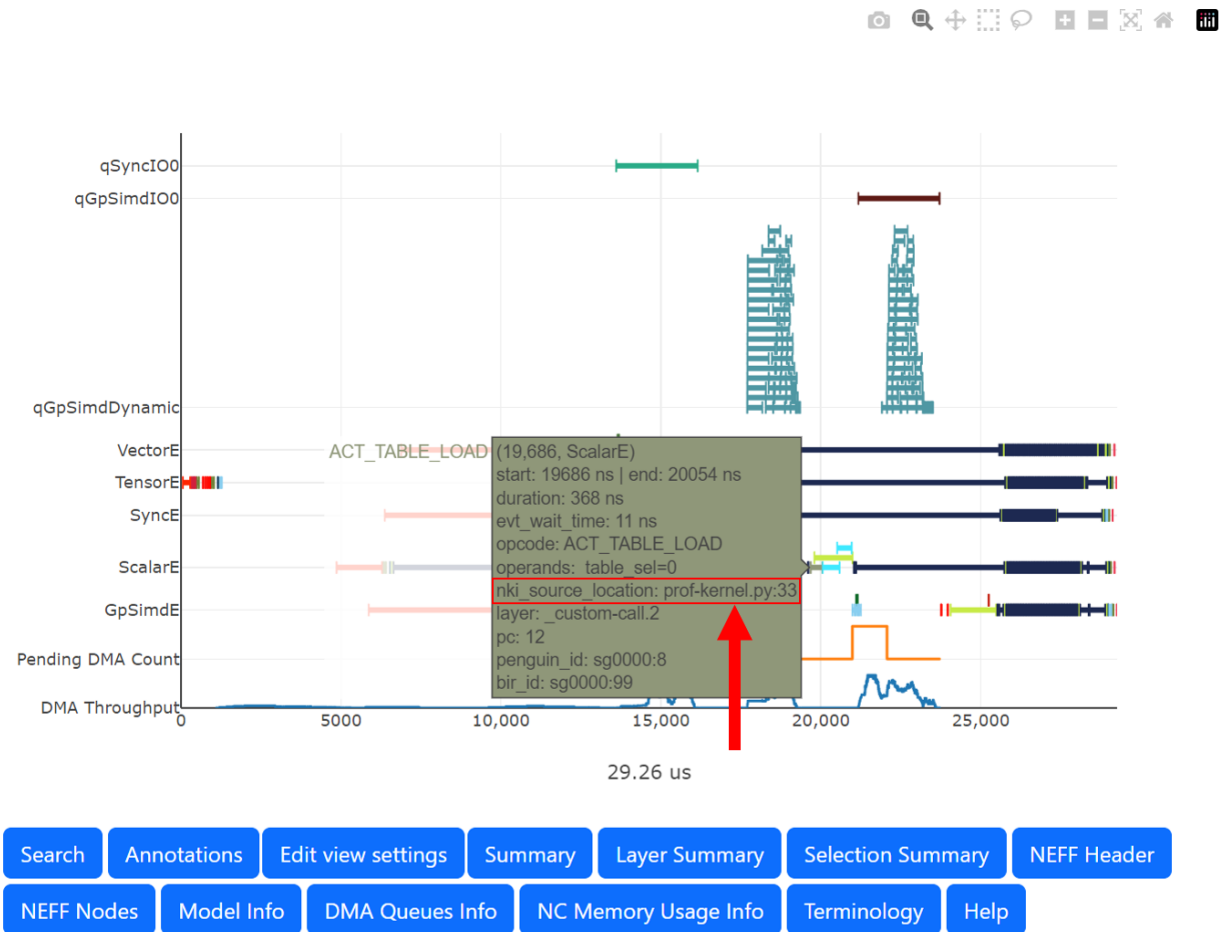 qSyncIO0
qGpSimdIO0
qGpSimdDynamic
VectorE
TensorE
SyncE
ScalarE
GpSimdE
Pending DMA Count
DMA Throughput
ACT_TABLE_LOAD
(19,686, ScalarE)
start: 19686 ns | end: 20054 ns
duration: 368 ns
evt_wait_time: 11 ns
opcode: ACT_TABLE_LOAD
operands: table_sel=0
nki_source_location: prof-kernel.py:33
layer: _custom-call.2
pc: 12
penguin_id: sg0000:8
bir_id: sg0000:99
0 5000 10,000 15,000 20,000 25,000
29.26 us
Search Annotations Edit view settings Summary Layer Summary Selection Summary NEFF Header
NEFF Nodes Model Info DMA Queues Info NC Memory Usage Info Terminology Help